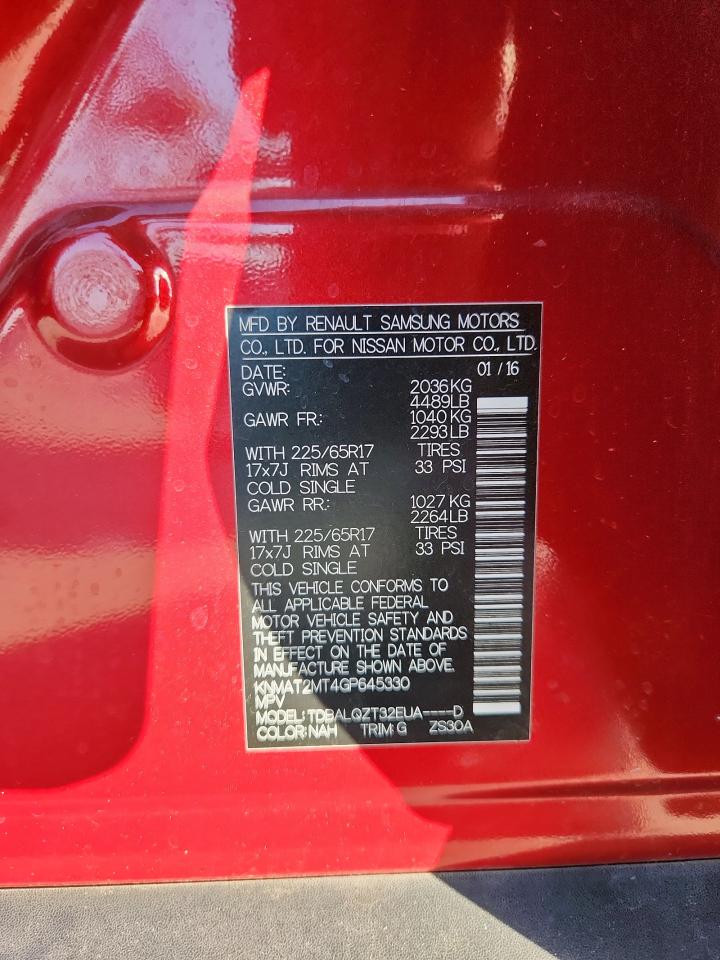 MFD BY RENAULT SAMSUNG MOTORS
CO., LTD. FOR NISSAN MOTOR CO., LTD.
DATE: 01 / 16
GVWR: 2036KG
4489LB
GAWR FR.: 1040KG
2293LB
WITH 225/65R17 TIRES
17x7J RIMS AT 33 PSI
COLD SINGLE
GAWR RR.: 1027KG
2264LB
WITH 225/65R17 TIRES
17x7J RIMS AT 33 PSI
COLD SINGLE
THIS VEHICLE CONFORMS TO
ALL APPLICABLE FEDERAL
MOTOR VEHICLE SAFETY AND
THEFT PREVENTION STANDARDS
IN EFFECT ON THE DATE OF
MANUFACTURE SHOWN ABOVE.
KNMAT2MT4GP645330
MPV
MODEL: TDBALQZT32EUA----D
COLOR: NAH TRIM: G ZS30A